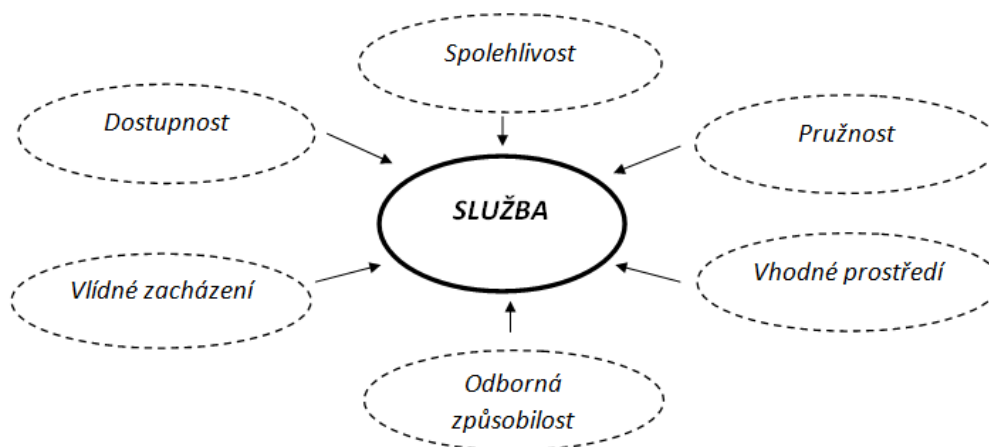 Spolehlivost
Dostupnost
Pružnost
SLUŽBA
Vlídné zacházení
Vhodné prostředí
Odborná
způsobilost